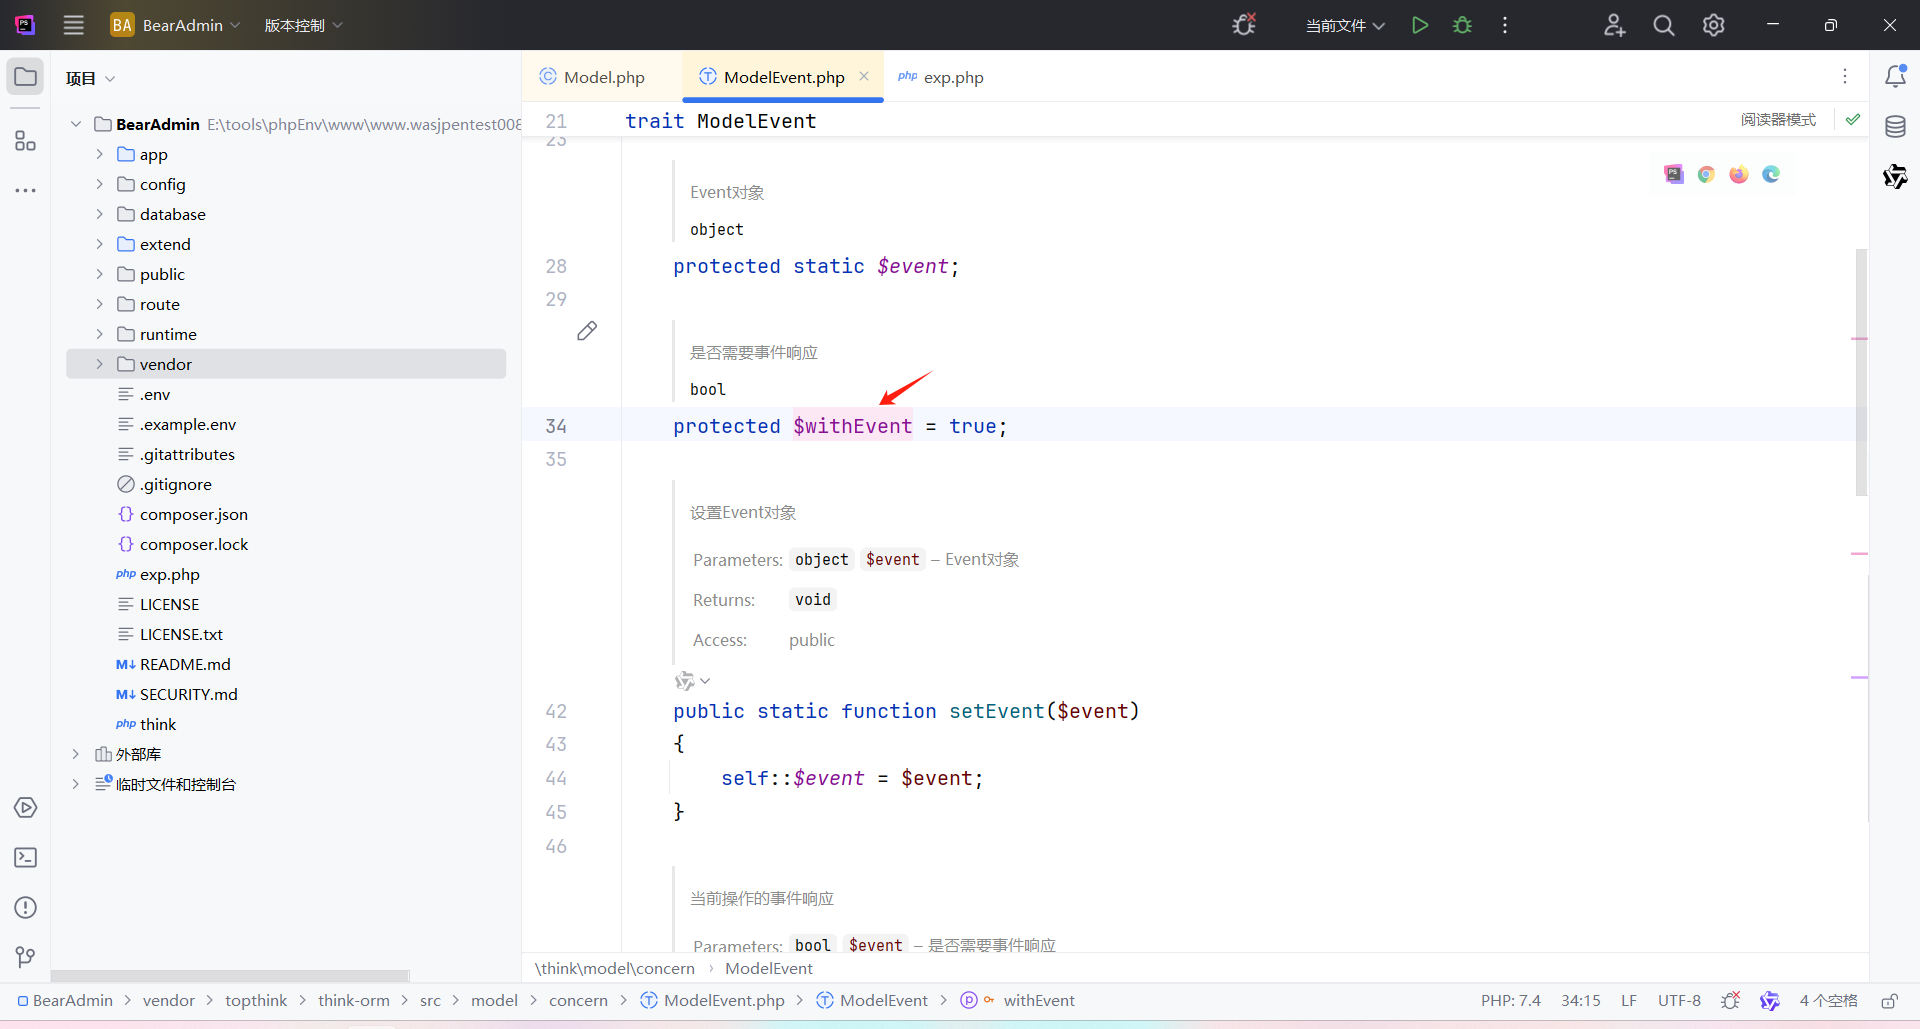 BA BearAdmin 版本控制 当前文件
项目
Model.php ModelEvent.php exp.php
BearAdmin E:\tools\phpEnv\www\www.wasjpentest008
app
config
database
extend
public
route
runtime
vendor
.env
.example.env
.gitattributes
.gitignore
composer.json
composer.lock
php exp.php
LICENSE
LICENSE.txt
M↓ README.md
M↓ SECURITY.md
php think
外部库
临时文件和控制台
21 trait ModelEvent
阅读器模式
23
Event对象
object
28 protected static $event;
29
是否需要事件响应
bool
34 protected $withEvent = true;
35
设置Event对象
Parameters: object $event – Event对象
Returns: void
Access: public
42 public static function setEvent($event)
43 {
44 self::$event = $event;
45 }
46
当前操作的事件响应
Parameters: bool $event – 是否需要事件响应
\think\model\concern › ModelEvent
BearAdmin > vendor > topthink > think-orm > src > model > concern > ModelEvent.php > ModelEvent > withEvent
PHP: 7.4 34:15 LF UTF-8 4 个空格